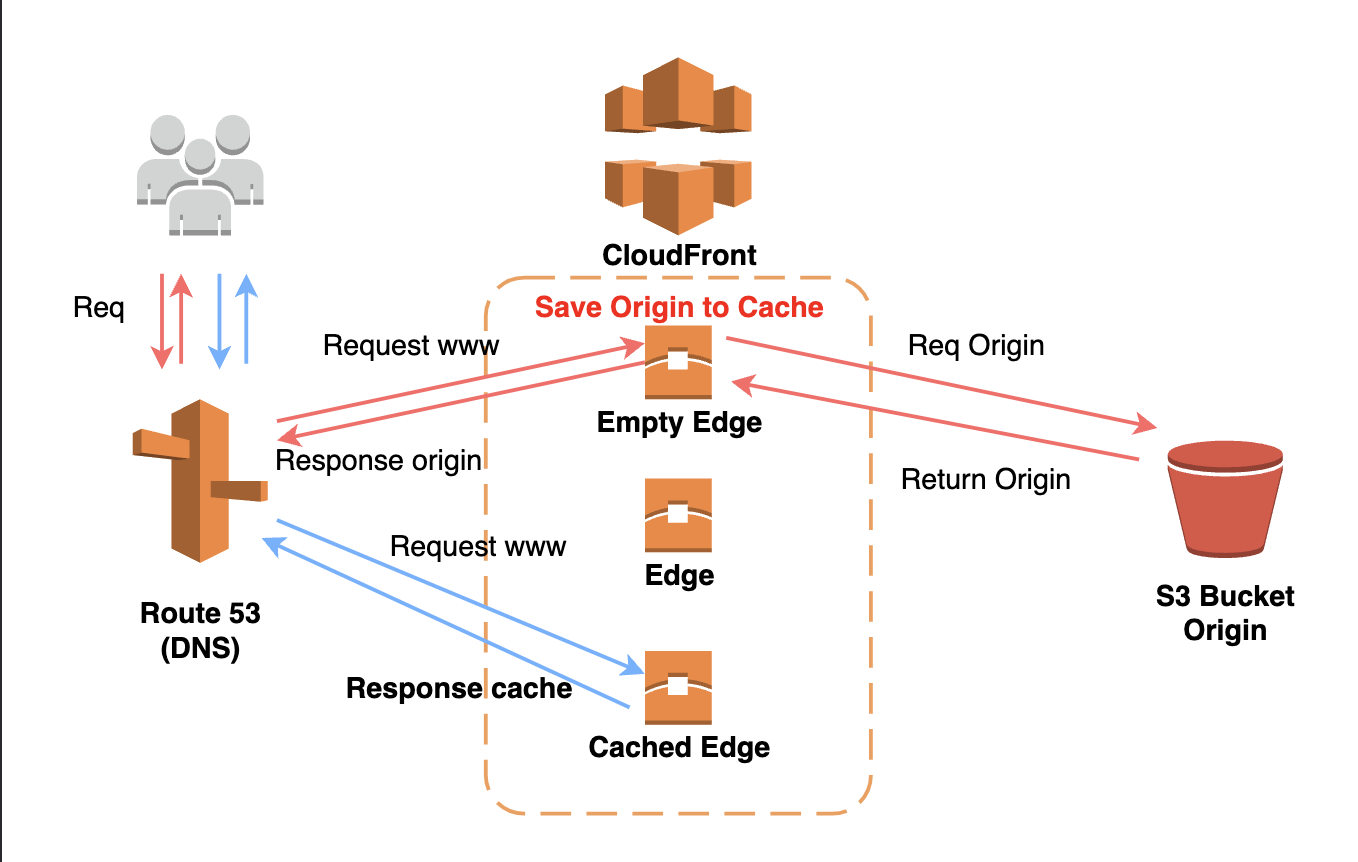 CloudFront
Save Origin to Cache
Req
Request www
Req Origin
Empty Edge
Response origin
Return Origin
Request www
Edge
Route 53
(DNS)
S3 Bucket
Origin
Response cache
Cached Edge